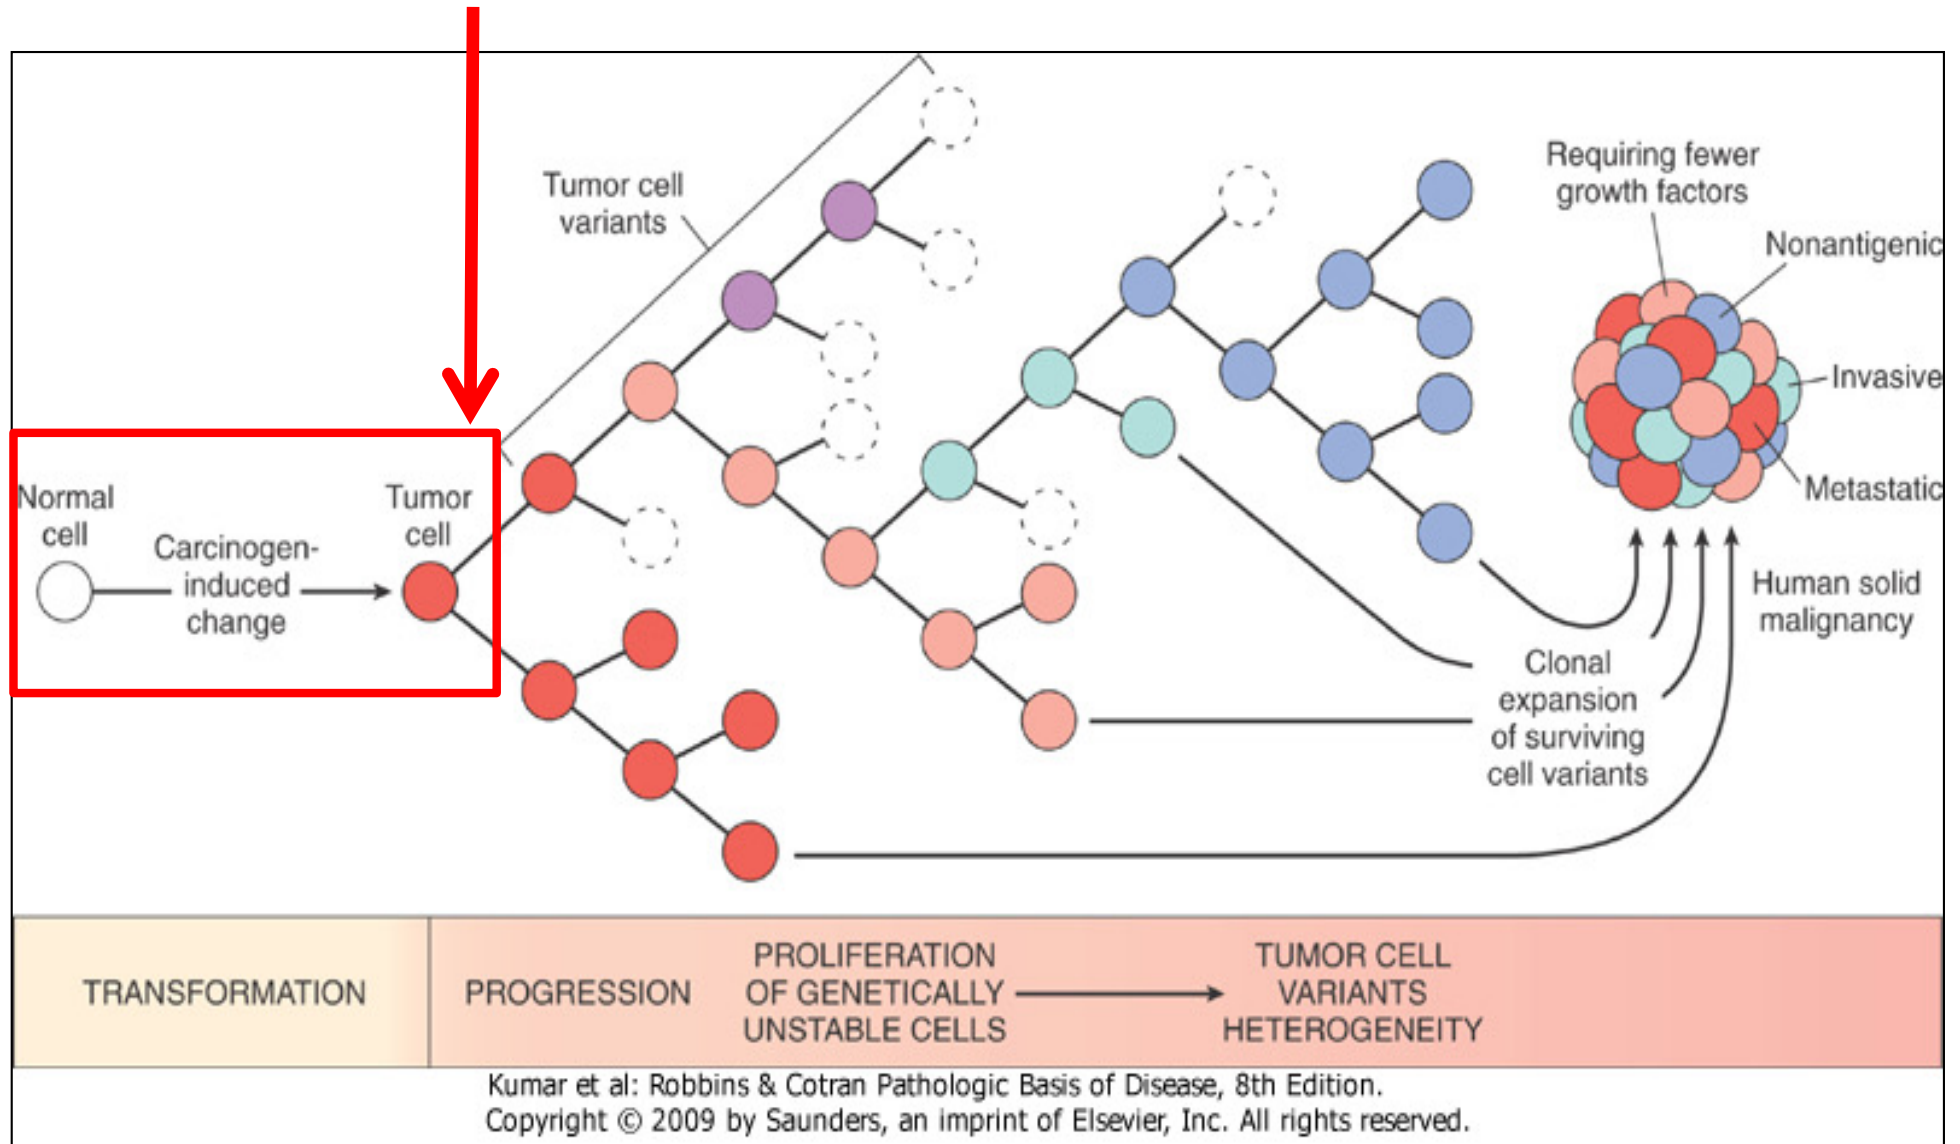 Tumor cell
variants
Requiring fewer
growth factors
Nonantigenic
Invasive
Metastatic
Normal
cell
Carcinogen-
induced
change
Tumor
cell
Human solid
malignancy
Clonal
expansion
of surviving
cell variants
TRANSFORMATION
PROGRESSION
PROLIFERATION
OF GENETICALLY
UNSTABLE CELLS
TUMOR CELL
VARIANTS
HETEROGENEITY
Kumar et al: Robbins & Cotran Pathologic Basis of Disease, 8th Edition.
Copyright © 2009 by Saunders, an imprint of Elsevier, Inc. All rights reserved.